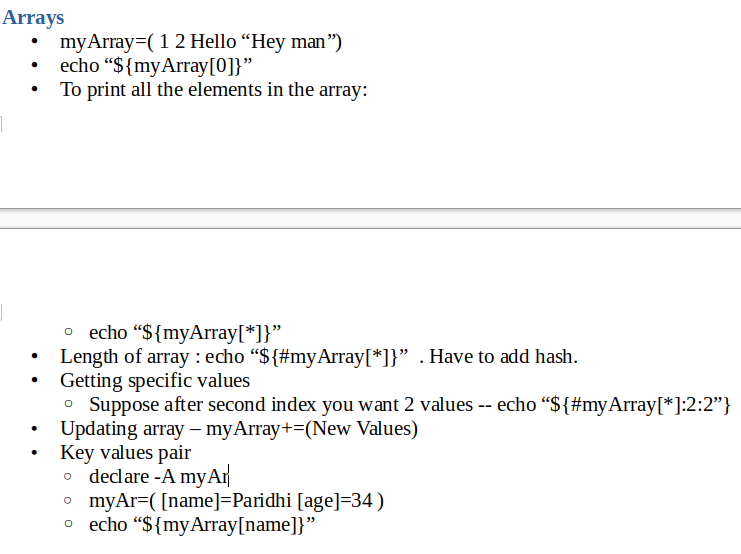 Arrays
• myArray=( 1 2 Hello “Hey man”)
• echo “${myArray[0]}”
• To print all the elements in the array:
◦ echo “${myArray[*]}”
• Length of array : echo “${#myArray[*]}” . Have to add hash.
• Getting specific values
◦ Suppose after second index you want 2 values -- echo “${#myArray[*]:2:2”}
• Updating array – myArray+=(New Values)
• Key values pair
◦ declare -A myAr
◦ myAr=( [name]=Paridhi [age]=34 )
◦ echo “${myArray[name]}”